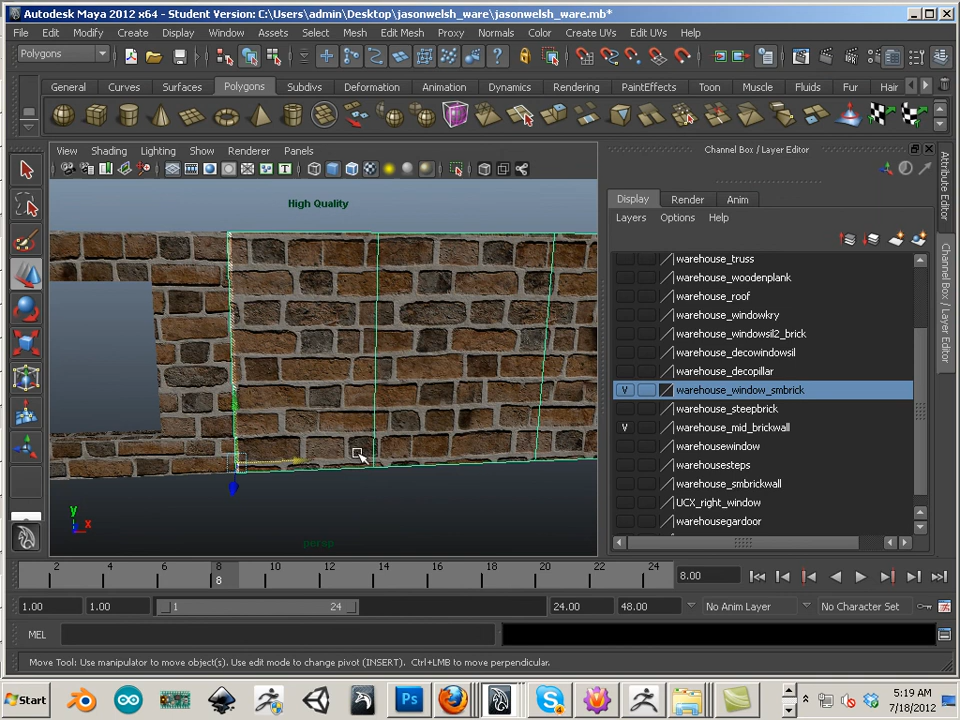 Autodesk Maya 2012 x64 - Student Version: C:\Users\admin\Desktop\jasonwelsh_ware\jasonwelsh_ware.mb*
File Edit Modify Create Display Window Assets Select Mesh Edit Mesh Proxy Normals Color Create UVs Edit UVs Help
Polygons
General Curves Surfaces Polygons Subdivs Deformation Animation Dynamics Rendering PaintEffects Toon Muscle Fluids Fur Hair
View Shading Lighting Show Renderer Panels
Channel Box / Layer Editor
High Quality
Display Render Anim
Layers Options Help
warehouse_truss
warehouse_woodenplank
warehouse_roof
warehouse_windowkry
warehouse_windowsil2_brick
warehouse_decowindowsil
warehouse_decopillar
V warehouse_window_smbrick
warehouse_steepbrick
V warehouse_mid_brickwall
warehousewindow
warehousesteps
warehouse_smbrickwall
UCX_right_window
warehousegardoor
Attribute Editor
Channel Box / Layer Editor
y
x
persp
2 4 6 8 10 12 14 16 18 20 22 24
8
8.00
1.00 1.00 1 24 24.00 48.00 No Anim Layer No Character Set
MEL
Move Tool: Use manipulator to move object(s). Use edit mode to change pivot (INSERT). Ctrl+LMB to move perpendicular.
Start
Ps
5:19 AM
7/18/2012